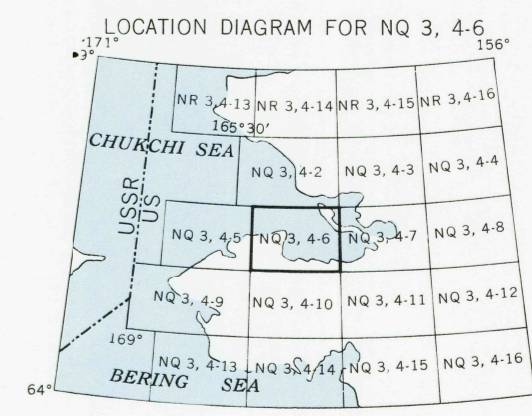 LOCATION DIAGRAM FOR NQ 3, 4-6
171° 156°
9°
NR 3,4-13 NR 3,4-14 NR 3,4-15 NR 3,4-16
165°30′
CHUKCHI SEA
NQ 3, 4-2 NQ 3, 4-3 NQ 3, 4-4
USSR
US
NQ 3, 4-5 NQ 3, 4-6 NQ 3, 4-7 NQ 3, 4-8
NQ 3, 4-9 NQ 3, 4-10 NQ 3, 4-11 NQ 3, 4-12
169°
NQ 3, 4-13 NQ 3, 4-14 NQ 3, 4-15 NQ 3, 4-16
64° BERING SEA